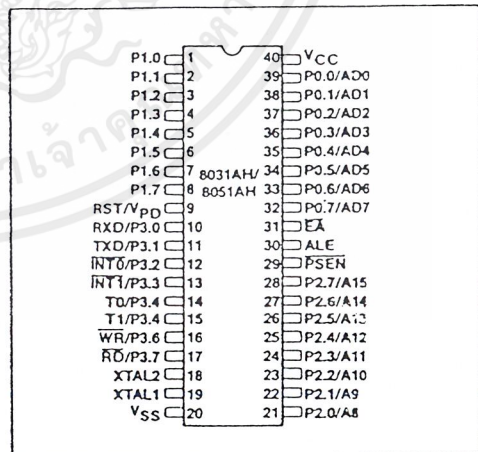 P1.0 1 40 VCC
P1.1 2 39 P0.0/AD0
P1.2 3 38 P0.1/AD1
P1.3 4 37 P0.2/AD2
P1.4 5 36 P0.3/AD3
P1.5 6 35 P0.4/AD4
P1.6 7 8031AH/ 34 P0.5/AD5
P1.7 8 8051AH 33 P0.6/AD6
RST/VPD 9 32 P0.7/AD7
RXD/P3.0 10 31 EA
TXD/P3.1 11 30 ALE
INT0/P3.2 12 29 PSEN
INT1/P3.3 13 28 P2.7/A15
T0/P3.4 14 27 P2.6/A14
T1/P3.4 15 26 P2.5/A13
WR/P3.6 16 25 P2.4/A12
RD/P3.7 17 24 P2.3/A11
XTAL2 18 23 P2.2/A10
XTAL1 19 22 P2.1/A9
VSS 20 21 P2.0/A8